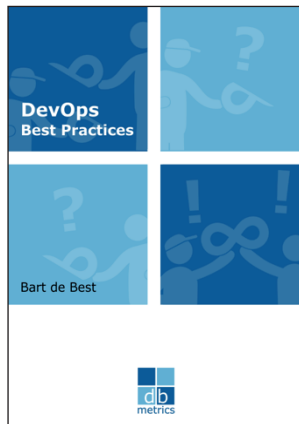 ?
DevOps
Best Practices
?
! !
Bart de Best
db
metrics